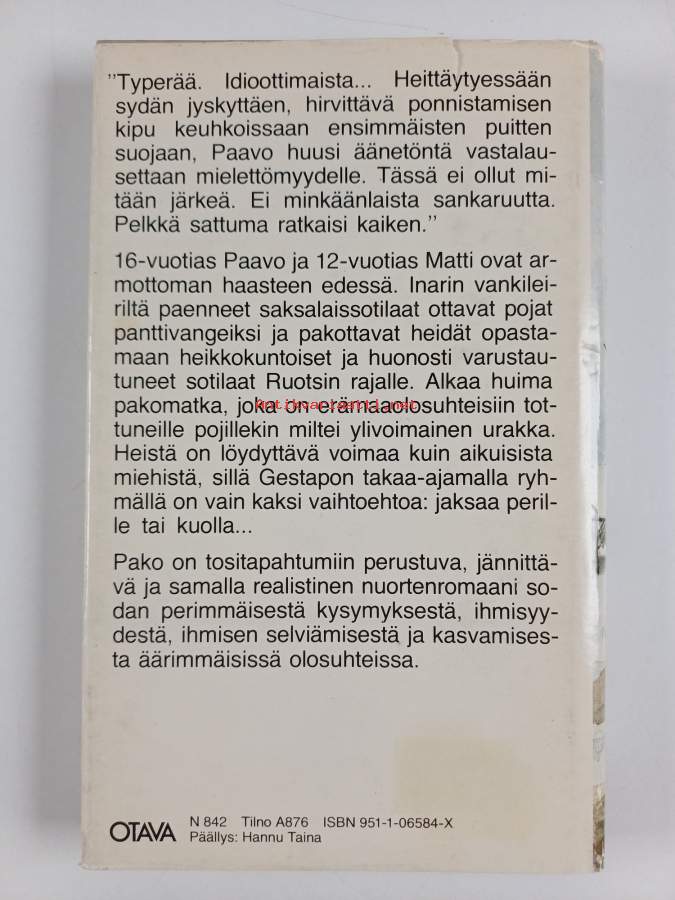 ”Typerää. Idioottimaista... Heittäytyessään
sydän jyskyttäen, hirvittävä ponnistamisen
kipu keuhkoissaan ensimmäisten puitten
suojaan, Paavo huusi äänetöntä vastalau-
settaan mielettömyydelle. Tässä ei ollut mi-
tään järkeä. Ei minkäänlaista sankaruutta.
Pelkkä sattuma ratkaisi kaiken.”
16-vuotias Paavo ja 12-vuotias Matti ovat ar-
mottoman haasteen edessä. Inarin vankilei-
riltä paenneet saksalaissotilaat ottavat pojat
panttivangeiksi ja pakottavat heidät opasta-
maan heikkokuntoiset ja huonosti varustau-
tuneet sotilaat Ruotsin rajalle. Alkaa huima
pakomatka, joka on erämaaolosuhteisiin tot-
Antikvariaatti.net
tuneille pojillekin miltei ylivoimainen urakka.
Heistä on löydyttävä voimaa kuin aikuisista
miehistä, sillä Gestapon takaa-ajamalla ryh-
mällä on vain kaksi vaihtoehtoa: jaksaa peril-
le tai kuolla...
Pako on tositapahtumiin perustuva, jännittä-
vä ja samalla realistinen nuortenromaani so-
dan perimmäisestä kysymyksestä, ihmisyy-
destä, ihmisen selviämisestä ja kasvamises-
ta äärimmäisissä olosuhteissa.
OTAVA
N 842 Tilno A876 ISBN 951-1-06584-X
Päällys: Hannu Taina